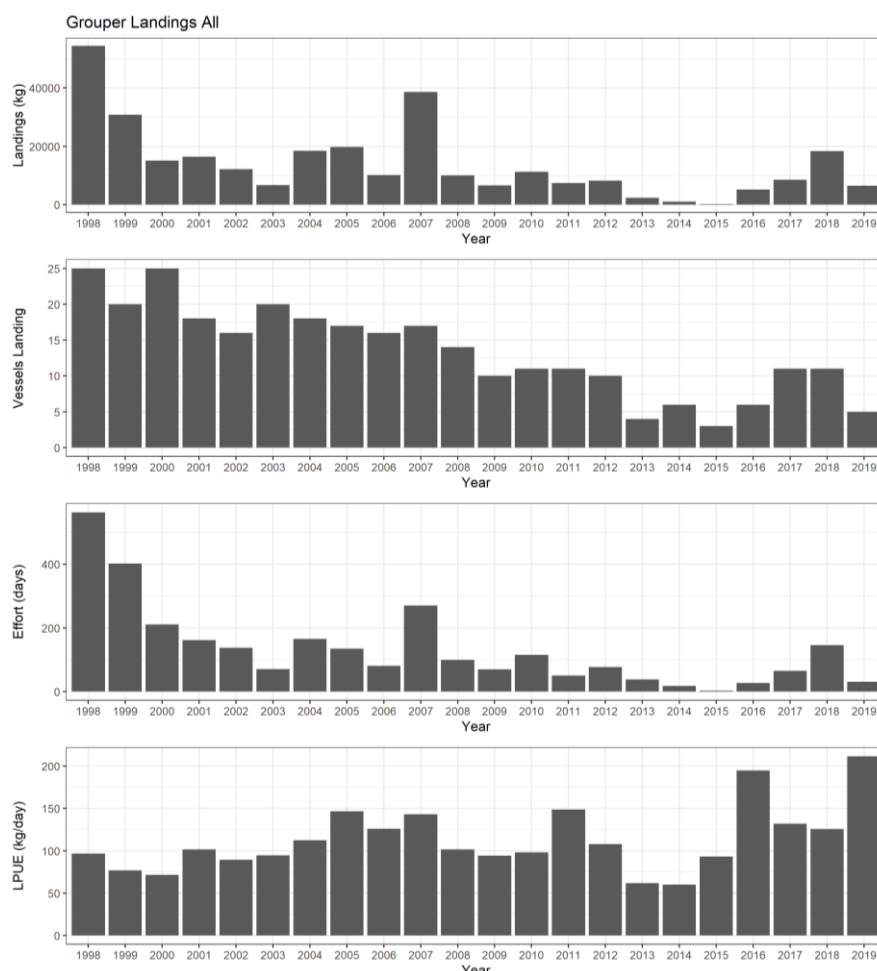 Grouper Landings All
Landings (kg)
40000
20000
0
1998 1999 2000 2001 2002 2003 2004 2005 2006 2007 2008 2009 2010 2011 2012 2013 2014 2015 2016 2017 2018 2019
Year
Vessels Landing
25
20
15
10
5
0
1998 1999 2000 2001 2002 2003 2004 2005 2006 2007 2008 2009 2010 2011 2012 2013 2014 2015 2016 2017 2018 2019
Year
Effort (days)
400
200
0
1998 1999 2000 2001 2002 2003 2004 2005 2006 2007 2008 2009 2010 2011 2012 2013 2014 2015 2016 2017 2018 2019
Year
LPUE (kg/day)
200
150
100
50
0
1998 1999 2000 2001 2002 2003 2004 2005 2006 2007 2008 2009 2010 2011 2012 2013 2014 2015 2016 2017 2018 2019
Year